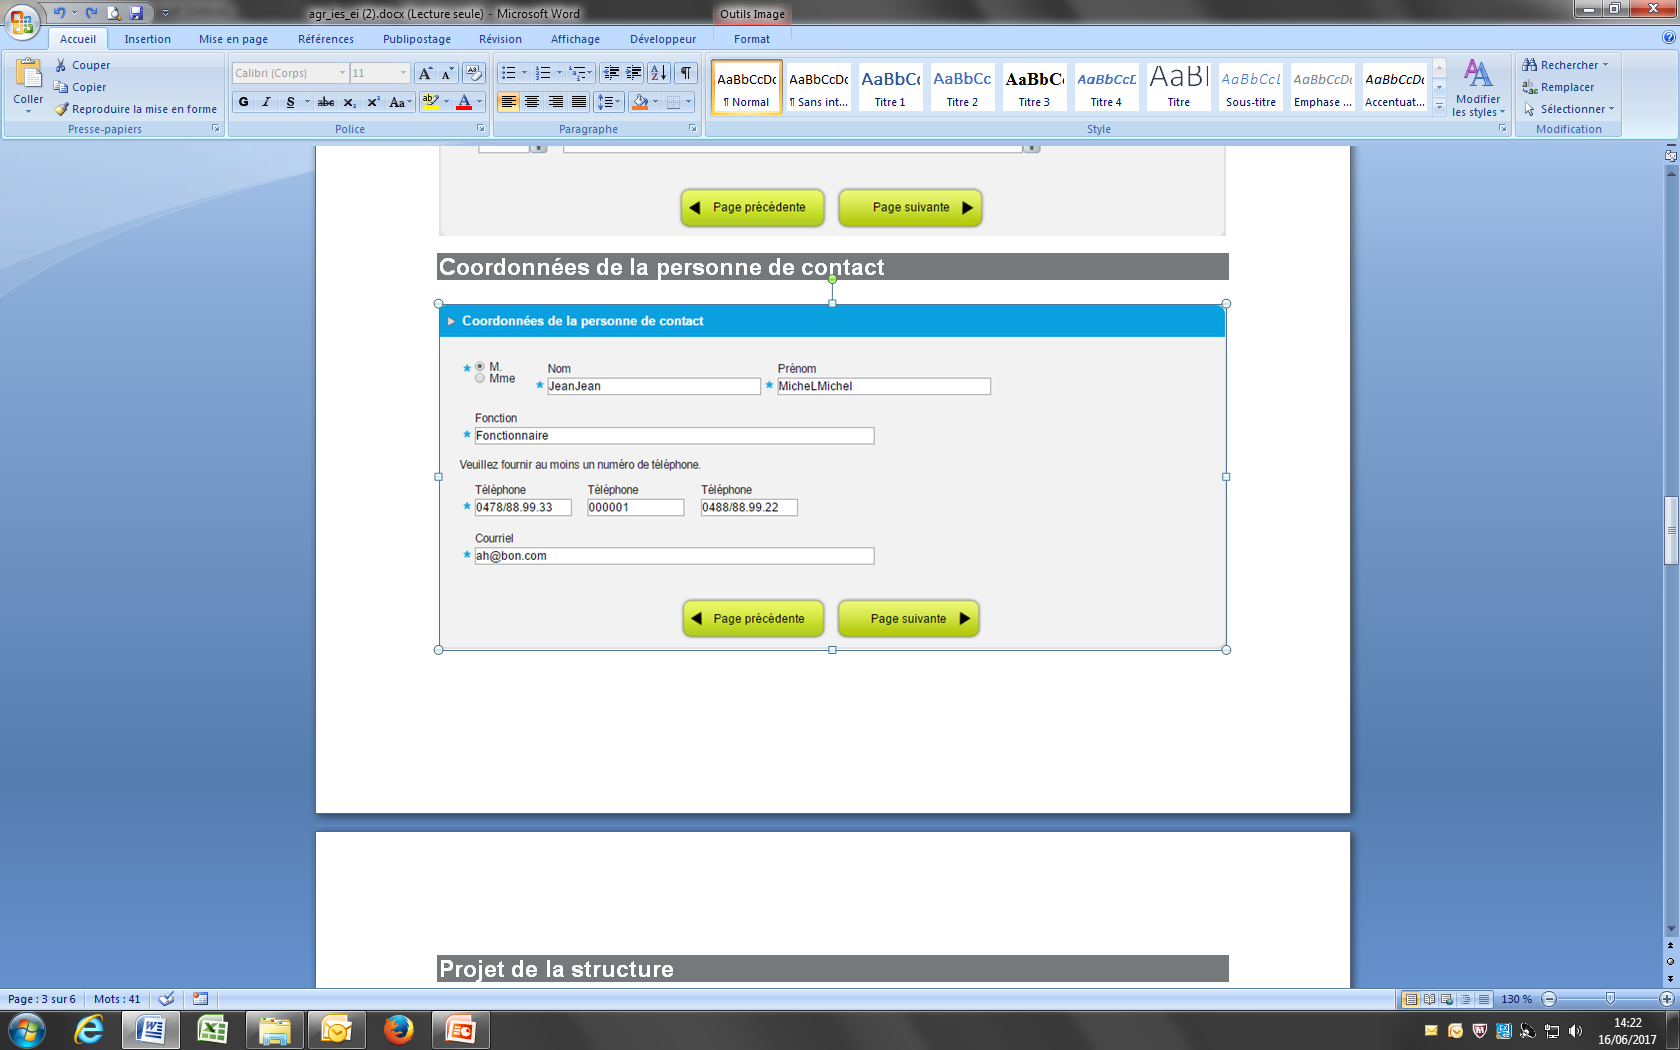 agr_ies_ei (2).docx (Lecture seule) - Microsoft Word
Outils Image
Accueil Insertion Mise en page Références Publipostage Révision Affichage Développeur Format
Coller
Couper
Copier
Reproduire la mise en forme
Presse-papiers
Calibri (Corps) 11
G I S abc x₂ x² Aa
Police
Paragraphe
AaBbCcDc AaBbCcDc AaBbCc AaBbCc AaBbC AaBbCcD AaBl AaBbCcL AaBbCcDc AaBbCcDc
¶ Normal ¶ Sans int... Titre 1 Titre 2 Titre 3 Titre 4 Titre Sous-titre Emphase ... Accentuat...
Modifier
les styles
Style
Rechercher
Remplacer
Sélectionner
Modification
Page précédente Page suivante
Coordonnées de la personne de contact
Coordonnées de la personne de contact
* M.
Mme
Nom Prénom
* JeanJean * MicheLMichel
Fonction
* Fonctionnaire
Veuillez fournir au moins un numéro de téléphone.
Téléphone Téléphone Téléphone
* 0478/88.99.33 000001 0488/88.99.22
Courriel
* ah@bon.com
Page précédente Page suivante
Projet de la structure
Page : 3 sur 6 Mots : 41
130 %
14:22
16/06/2017